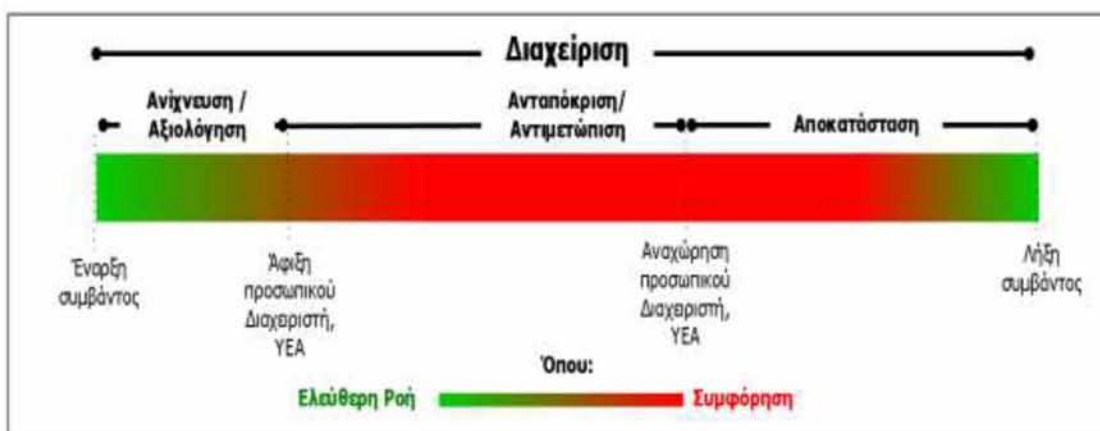 Διαχείριση
Ανίχνευση /
Αξιολόγηση
Ανταπόκριση/
Αντιμετώπιση
Αποκατάσταση
Έναρξη
συμβάντος
Άφιξη
προσωπικού
Διαχειριστή,
ΥΕΑ
Αναχώρηση
προσωπικού
Διαχειριστή,
ΥΕΑ
Λήξη
συμβάντος
Όπου:
Ελεύθερη Ροή
Συμφόρηση